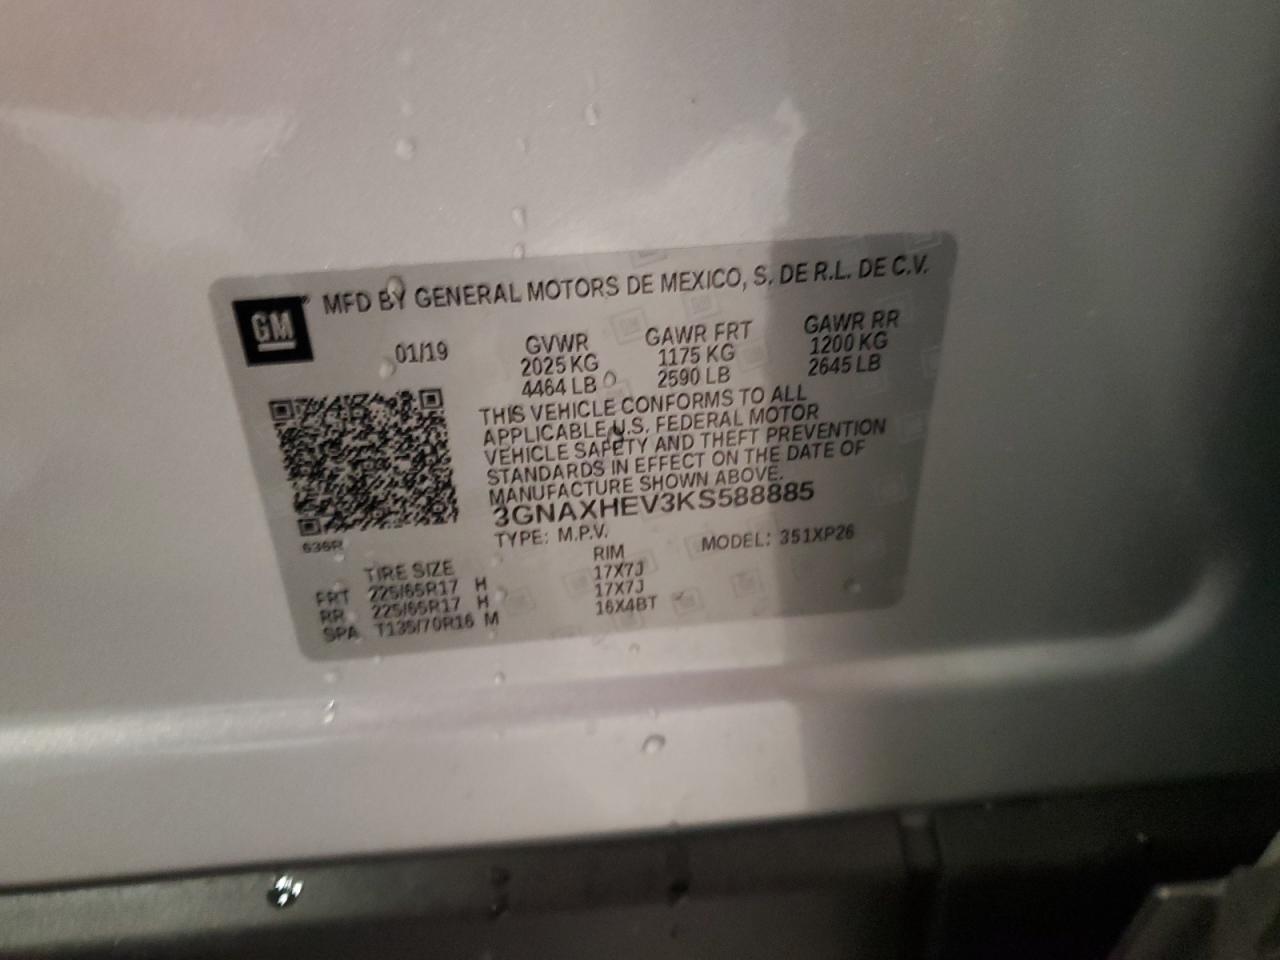 GM
MFD BY GENERAL MOTORS DE MEXICO, S. DE R.L. DE C.V.
01/19
GVWR GAWR FRT GAWR RR
2025 KG 1175 KG 1200 KG
4464 LB 2590 LB 2645 LB
THIS VEHICLE CONFORMS TO ALL
APPLICABLE U.S. FEDERAL MOTOR
VEHICLE SAFETY AND THEFT PREVENTION
STANDARDS IN EFFECT ON THE DATE OF
MANUFACTURE SHOWN ABOVE.
3GNAXHEV3KS588885
TYPE: M.P.V. MODEL: 351XP26
636R
TIRE SIZE RIM
FRT 225/65R17 H 17X7J
RR 225/65R17 H 17X7J
SPA T135/70R16 M 16X4BT